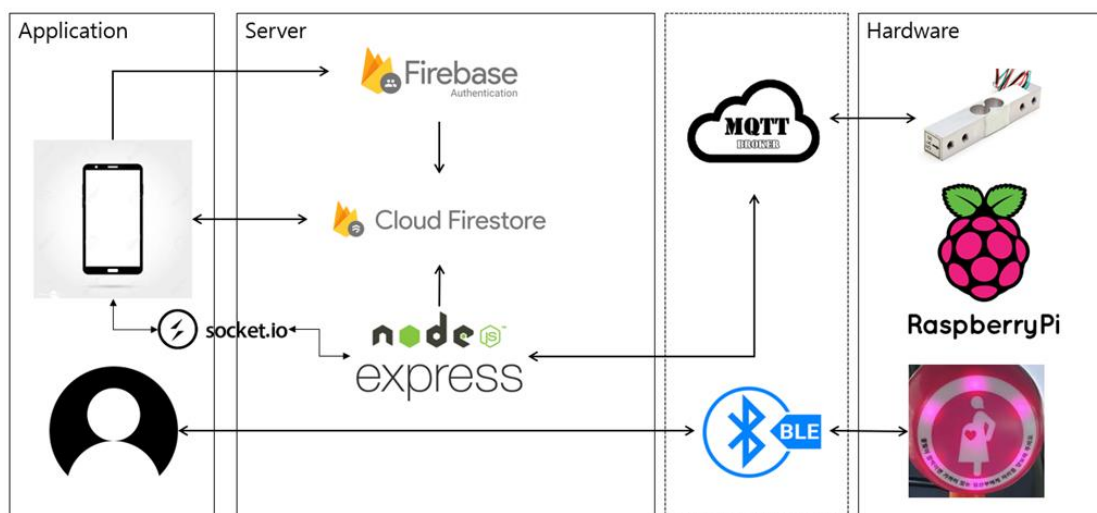 Application
Server
Hardware
Firebase
Authentication
MQTT
BROKER
Cloud Firestore
socket.io
node
JS
express
RaspberryPi
BLE